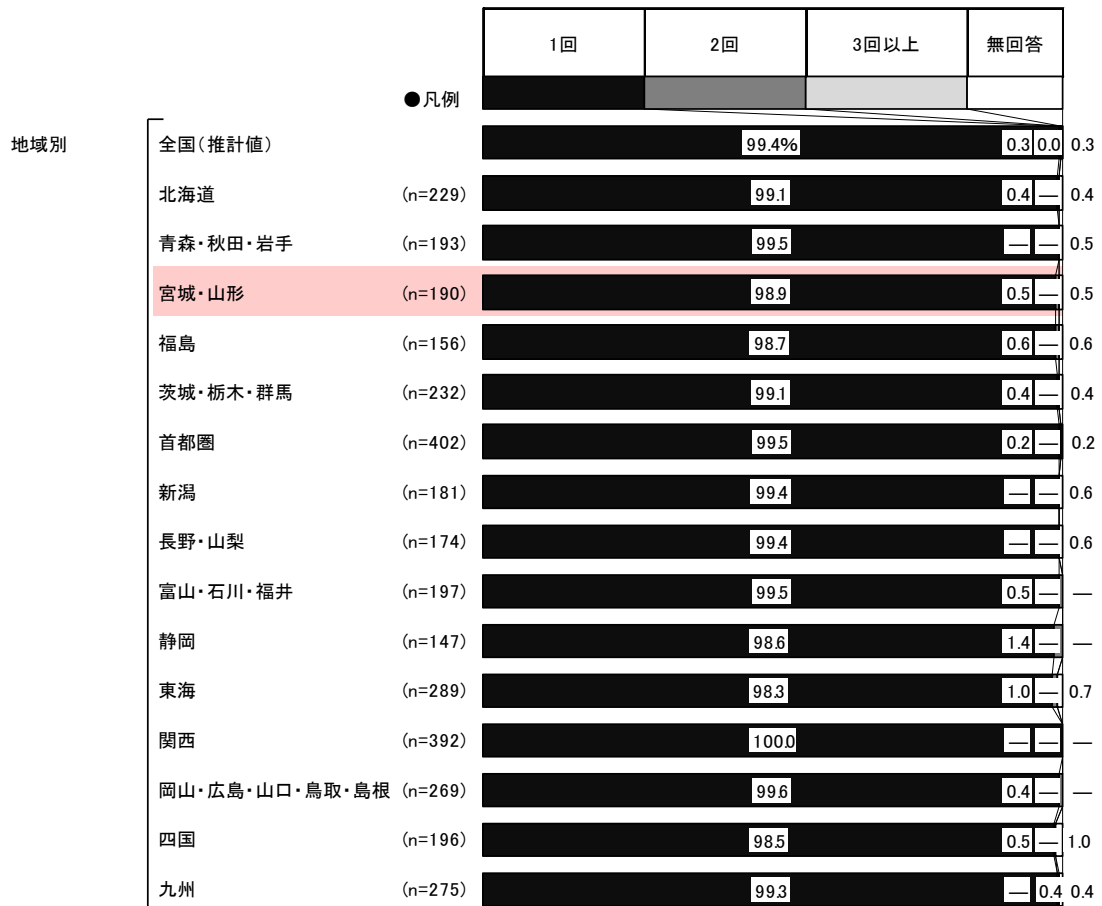 1回 2回 3回以上 無回答
●凡例
地域別 全国(推計値) 99.4% 0.3 0.0 0.3
北海道 (n=229) 99.1 0.4 — 0.4
青森・秋田・岩手 (n=193) 99.5 — — 0.5
宮城・山形 (n=190) 98.9 0.5 — 0.5
福島 (n=156) 98.7 0.6 — 0.6
茨城・栃木・群馬 (n=232) 99.1 0.4 — 0.4
首都圏 (n=402) 99.5 0.2 — 0.2
新潟 (n=181) 99.4 — — 0.6
長野・山梨 (n=174) 99.4 — — 0.6
富山・石川・福井 (n=197) 99.5 0.5 — —
静岡 (n=147) 98.6 1.4 — —
東海 (n=289) 98.3 1.0 — 0.7
関西 (n=392) 100.0 — — —
岡山・広島・山口・鳥取・島根 (n=269) 99.6 0.4 — —
四国 (n=196) 98.5 0.5 — 1.0
九州 (n=275) 99.3 — 0.4 0.4